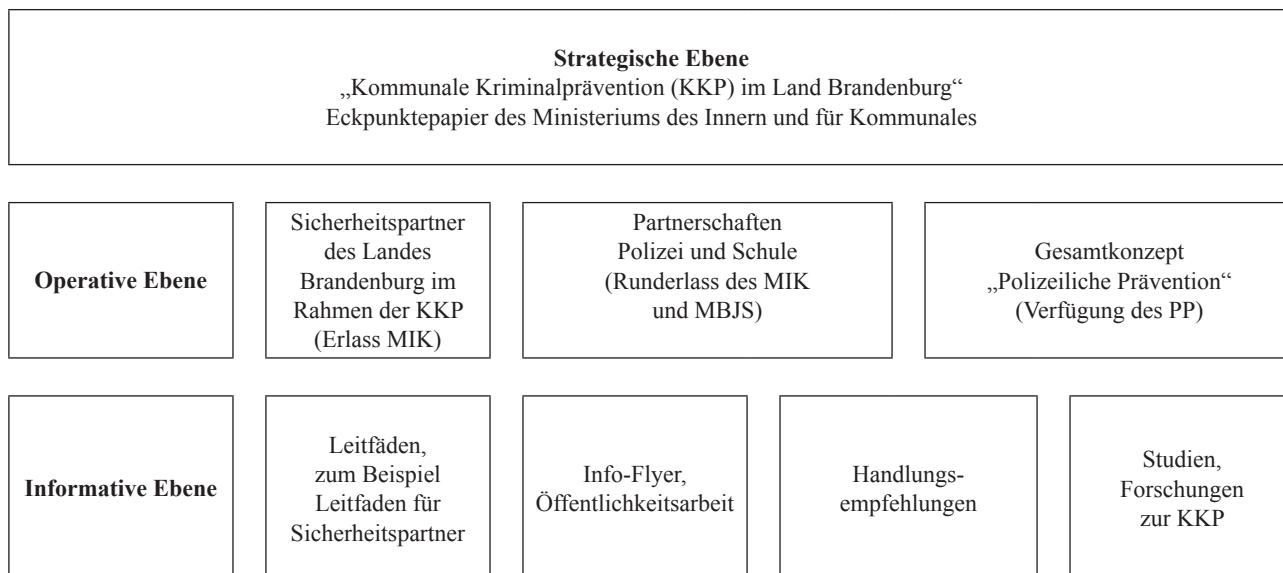 Strategische Ebene
„Kommunale Kriminalprävention (KKP) im Land Brandenburg“
Eckpunktepapier des Ministeriums des Innern und für Kommunales
Operative Ebene
Sicherheitspartner
des Landes
Brandenburg im
Rahmen der KKP
(Erlass MIK)
Partnerschaften
Polizei und Schule
(Runderlass des MIK
und MBJS)
Gesamtkonzept
„Polizeiliche Prävention“
(Verfügung des PP)
Informative Ebene
Leitfäden,
zum Beispiel
Leitfaden für
Sicherheitspartner
Info-Flyer,
Öffentlichkeitsarbeit
Handlungs-
empfehlungen
Studien,
Forschungen
zur KKP